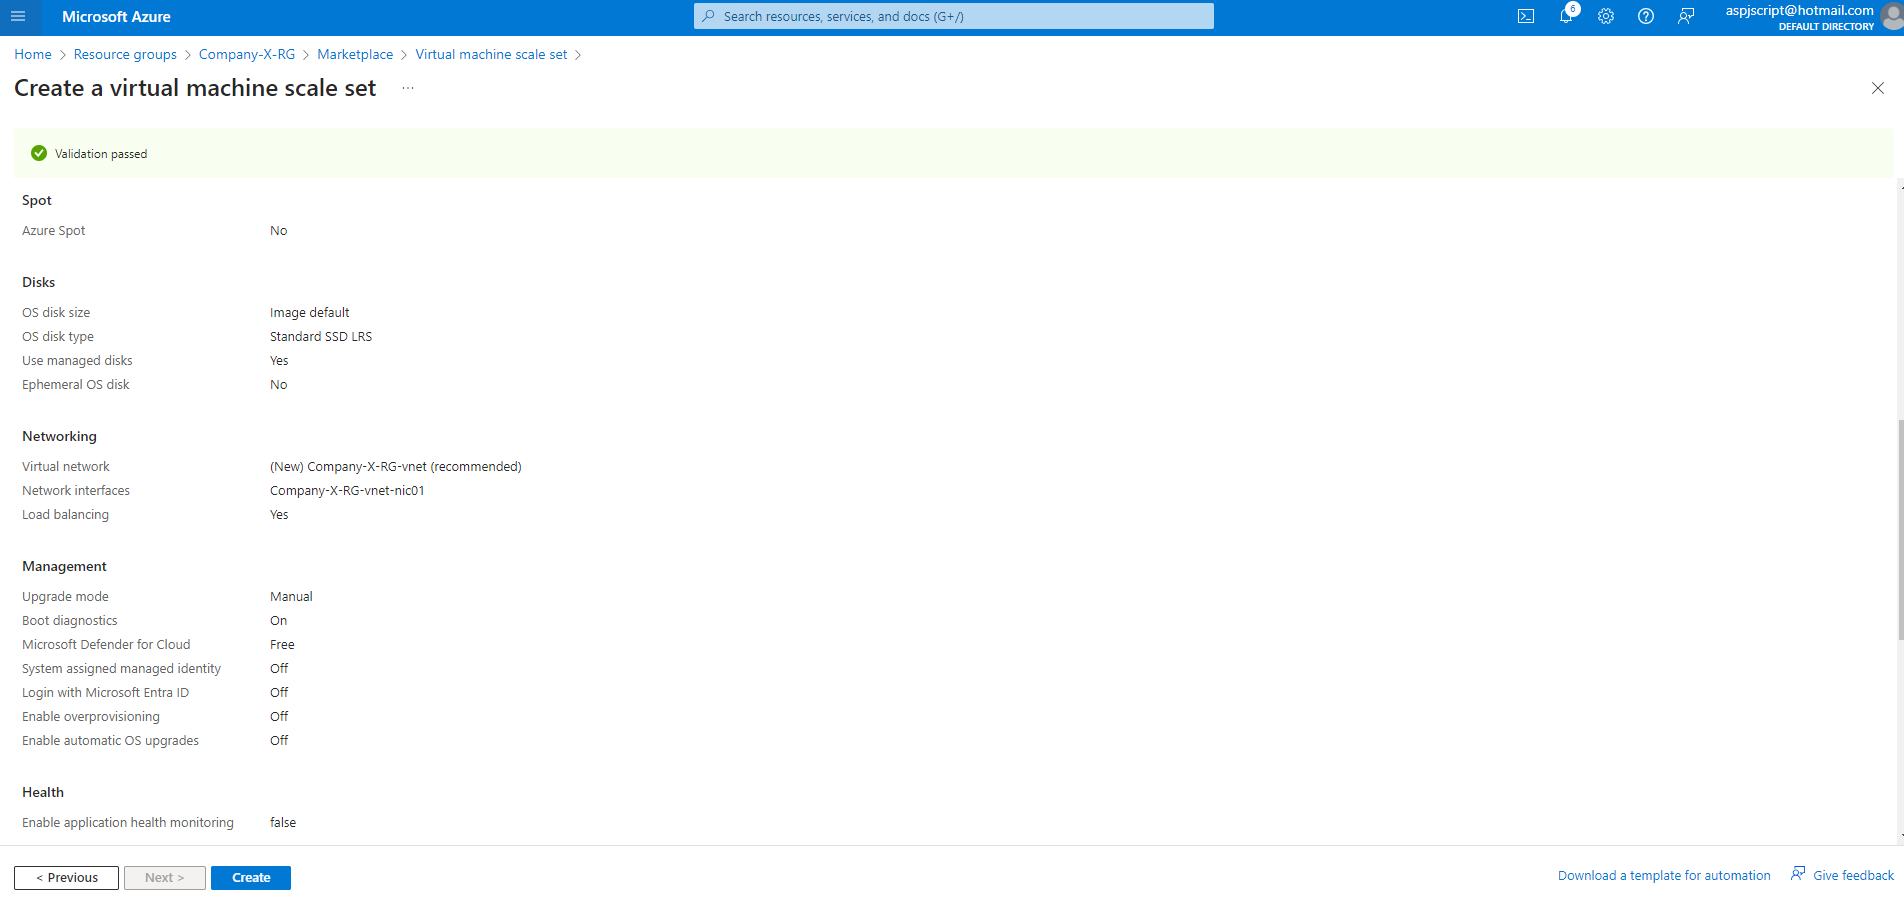 Microsoft Azure
Search resources, services, and docs (G+/)
6
aspjscript@hotmail.com
DEFAULT DIRECTORY
Home > Resource groups > Company-X-RG > Marketplace > Virtual machine scale set >
Create a virtual machine scale set ...
Validation passed
Spot
Azure Spot No
Disks
OS disk size Image default
OS disk type Standard SSD LRS
Use managed disks Yes
Ephemeral OS disk No
Networking
Virtual network (New) Company-X-RG-vnet (recommended)
Network interfaces Company-X-RG-vnet-nic01
Load balancing Yes
Management
Upgrade mode Manual
Boot diagnostics On
Microsoft Defender for Cloud Free
System assigned managed identity Off
Login with Microsoft Entra ID Off
Enable overprovisioning Off
Enable automatic OS upgrades Off
Health
Enable application health monitoring false
< Previous Next > Create Download a template for automation Give feedback